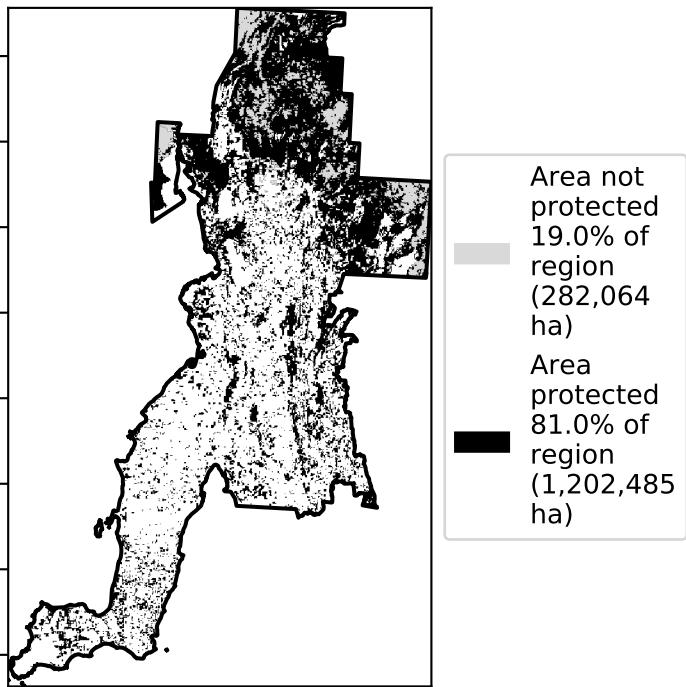 Area not
protected
19.0% of
region
(282,064
ha)
Area
protected
81.0% of
region
(1,202,485
ha)